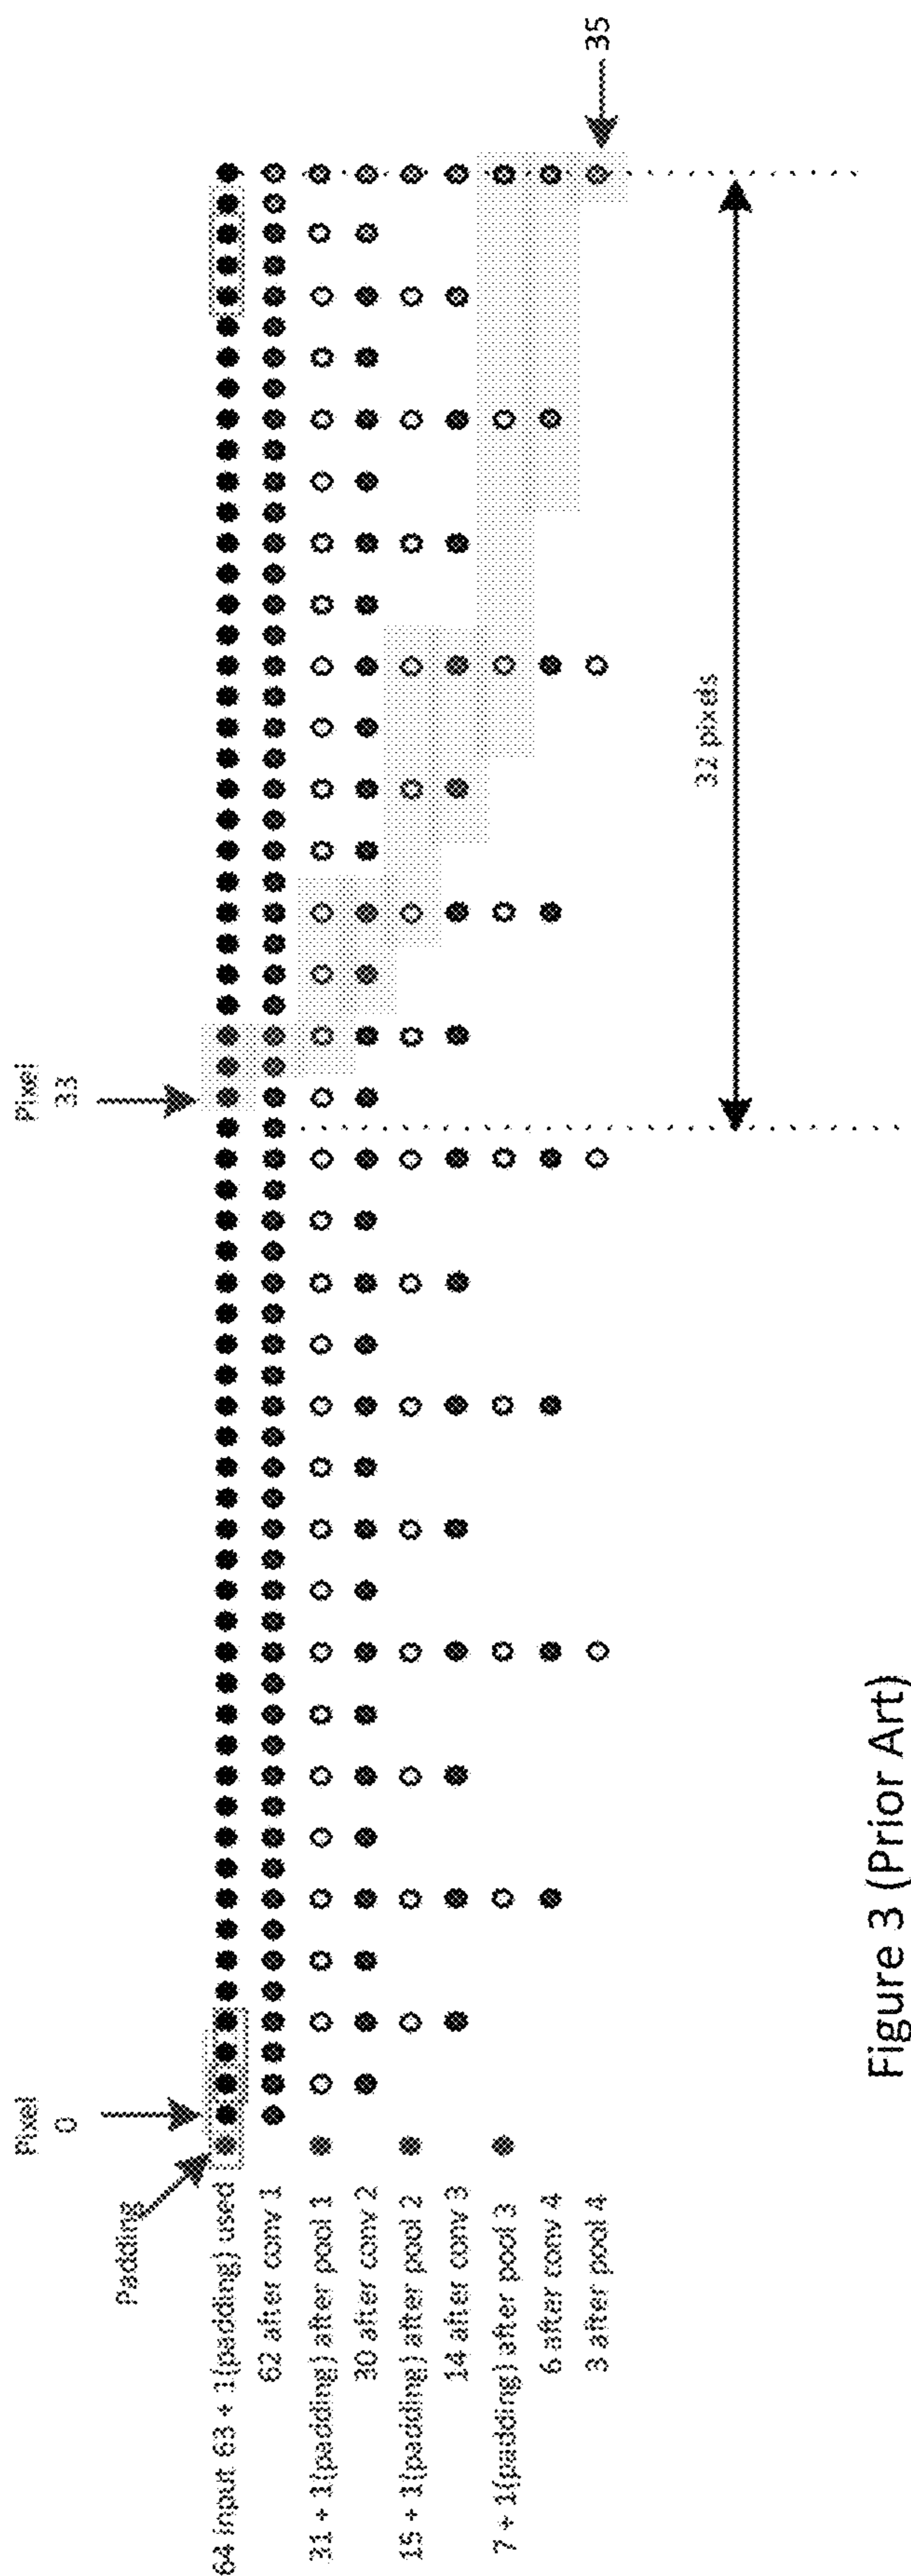 Padding
Pixel
0
Pixel
33
64 input 63 + 1(padding) used
62 after conv 1
31 + 1(padding) after pool 1
30 after conv 2
15 + 1(padding) after pool 2
14 after conv 3
7 + 1(padding) after pool 3
6 after conv 4
3 after pool 4
35
32 pixels
Figure 3 (Prior Art)